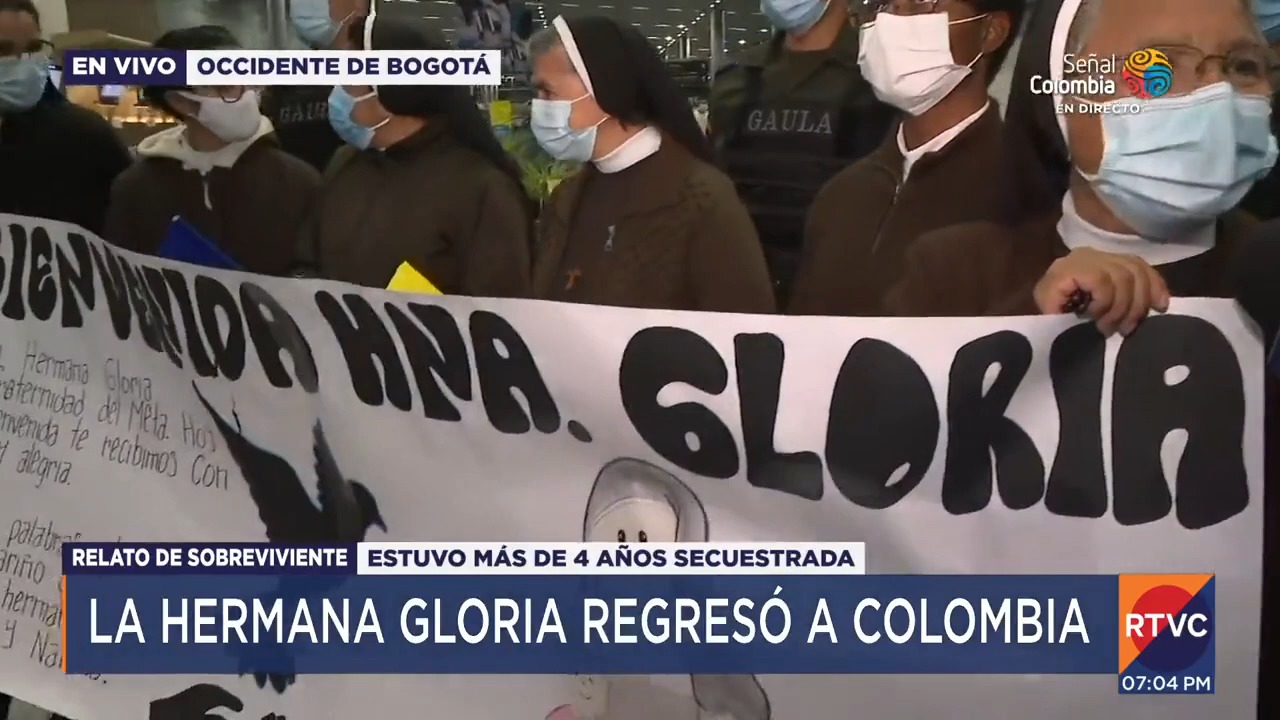 EN VIVO OCCIDENTE DE BOGOTÁ
Señal
Colombia
EN DIRECTO
GAULA
BIENVENIDA HNA. GLORIA
Hermana Gloria
del Meta. Hoy
te recibimos con
y alegría.
RELATO DE SOBREVIVIENTE ESTUVO MÁS DE 4 AÑOS SECUESTRADA
LA HERMANA GLORIA REGRESÓ A COLOMBIA
RTVC
07:04 PM